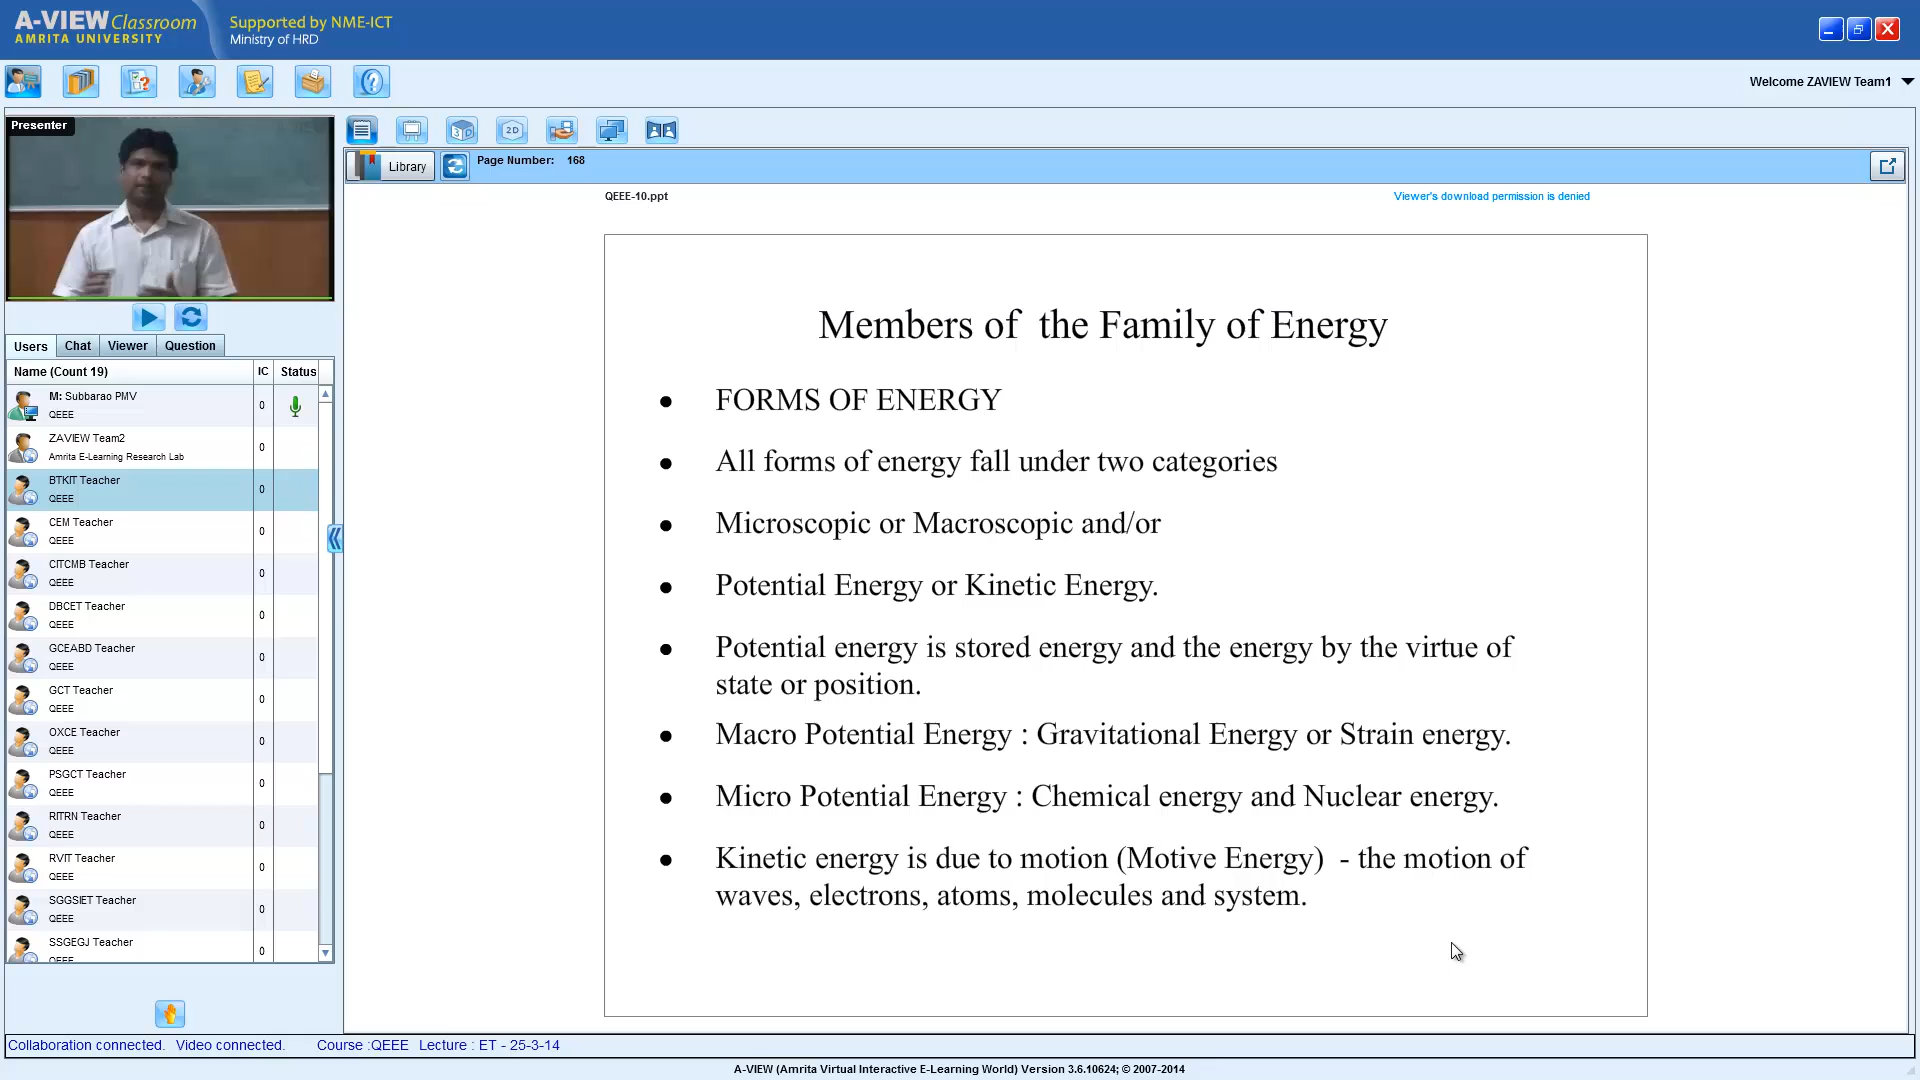 A-VIEW Classroom
AMRITA UNIVERSITY
Supported by NME-ICT
Ministry of HRD
Welcome ZAVIEW Team1
Presenter
2D
Library
Page Number: 168
QEEE-10.ppt
Viewer's download permission is denied
Users Chat Viewer Question
Name (Count 19) IC Status
M: Subbarao PMV
QEEE
0
ZAVIEW Team2
Amrita E-Learning Research Lab
0
BTKIT Teacher
QEEE
0
CEM Teacher
QEEE
0
CITCMB Teacher
QEEE
0
DBCET Teacher
QEEE
0
GCEABD Teacher
QEEE
0
GCT Teacher
QEEE
0
OXCE Teacher
QEEE
0
PSGCT Teacher
QEEE
0
RITRN Teacher
QEEE
0
RVIT Teacher
QEEE
0
SGGSIET Teacher
QEEE
0
SSGEGJ Teacher
QEEE
0
Members of the Family of Energy
• FORMS OF ENERGY
• All forms of energy fall under two categories
• Microscopic or Macroscopic and/or
• Potential Energy or Kinetic Energy.
• Potential energy is stored energy and the energy by the virtue of
state or position.
• Macro Potential Energy : Gravitational Energy or Strain energy.
• Micro Potential Energy : Chemical energy and Nuclear energy.
• Kinetic energy is due to motion (Motive Energy) - the motion of
waves, electrons, atoms, molecules and system.
Collaboration connected. Video connected. Course :QEEE Lecture : ET - 25-3-14
A-VIEW (Amrita Virtual Interactive E-Learning World) Version 3.6.10624; © 2007-2014